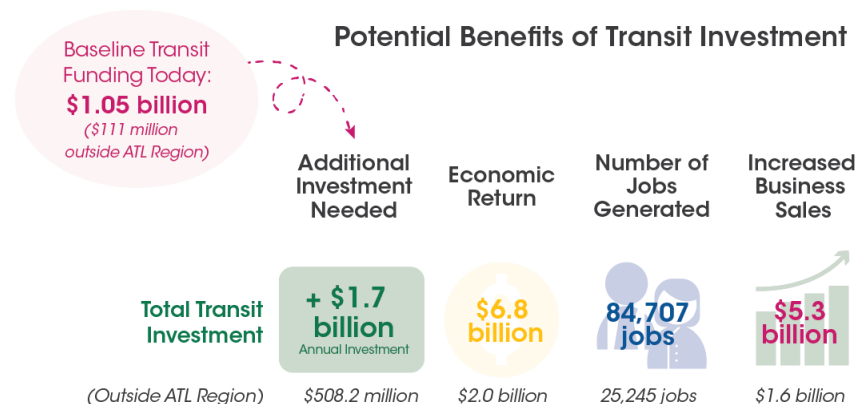 Potential Benefits of Transit Investment
Baseline Transit
Funding Today:
$1.05 billion
($111 million
outside ATL Region)
Additional
Investment
Needed
Economic
Return
Number of
Jobs
Generated
Increased
Business
Sales
Total Transit
Investment
+ $1.7
billion
Annual Investment
$6.8
billion
84,707
jobs
$5.3
billion
(Outside ATL Region)
$508.2 million
$2.0 billion
25,245 jobs
$1.6 billion